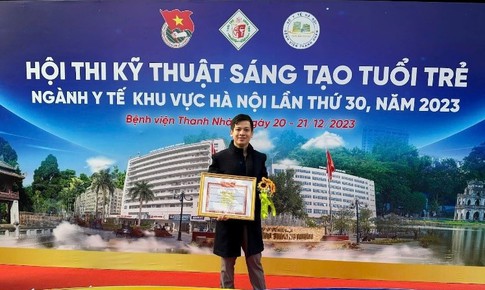 HỘI THI KỸ THUẬT SÁNG TẠO TUỔI TRẺ
NGÀNH Y TẾ KHU VỰC HÀ NỘI LẦN THỨ 30, NĂM 2023
Bệnh viện Thanh Nhàn, ngày 20 - 21. 12. 2023